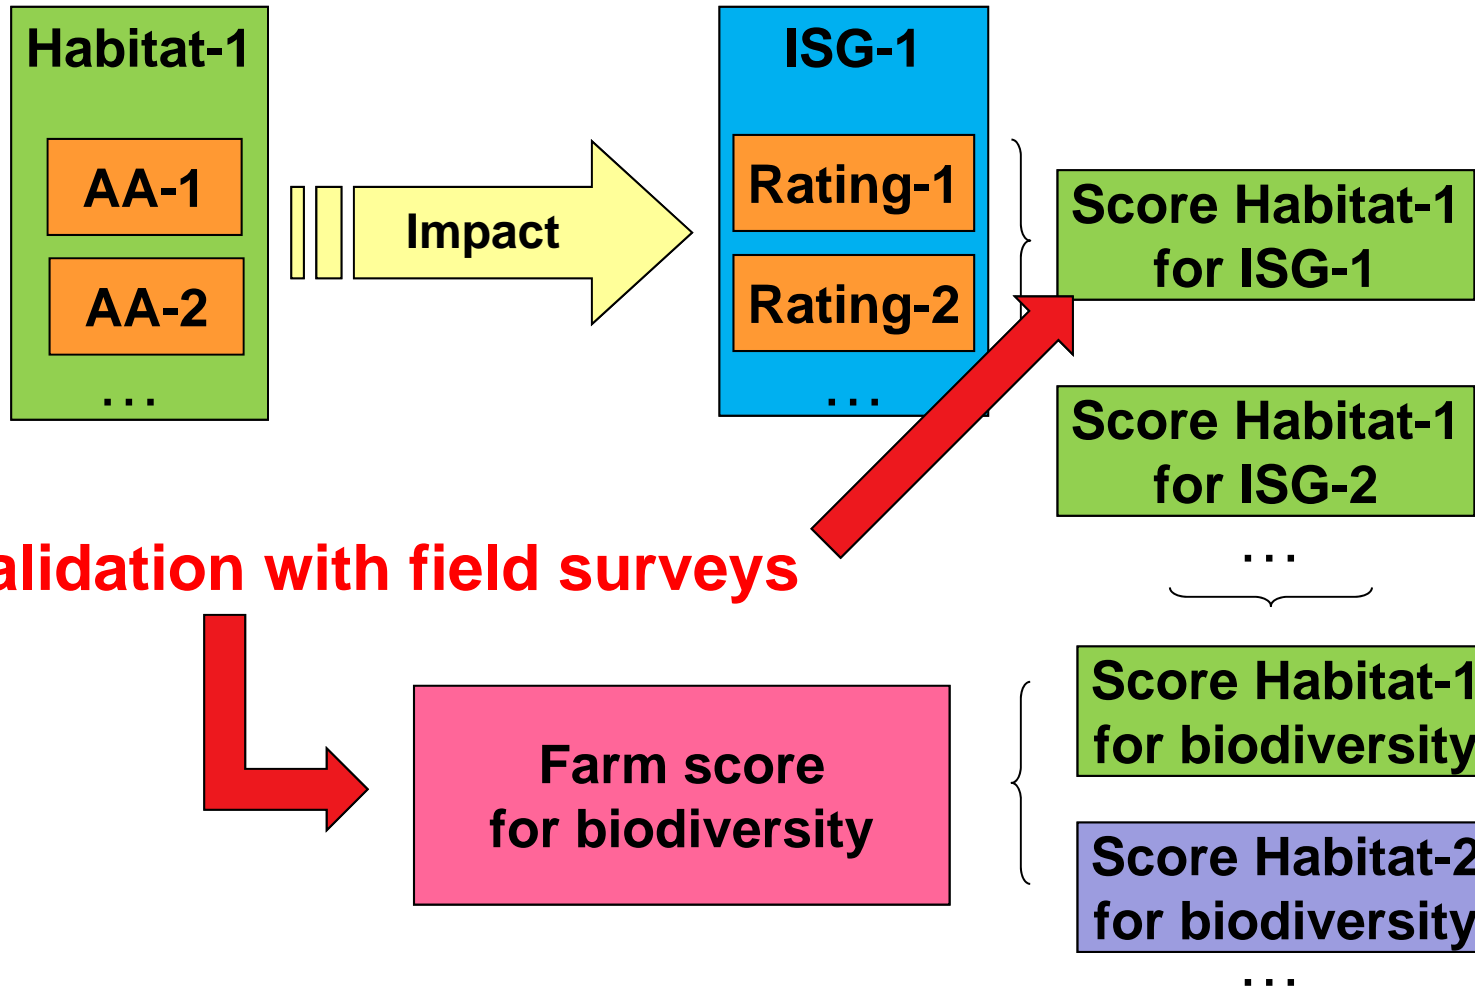 Habitat-1
AA-1
AA-2
...
Impact
ISG-1
Rating-1
Rating-2
...
Score Habitat-1
for ISG-1
Score Habitat-1
for ISG-2
...
alidation with field surveys
Score Habitat-1
for biodiversity
Farm score
for biodiversity
Score Habitat-2
for biodiversity
...